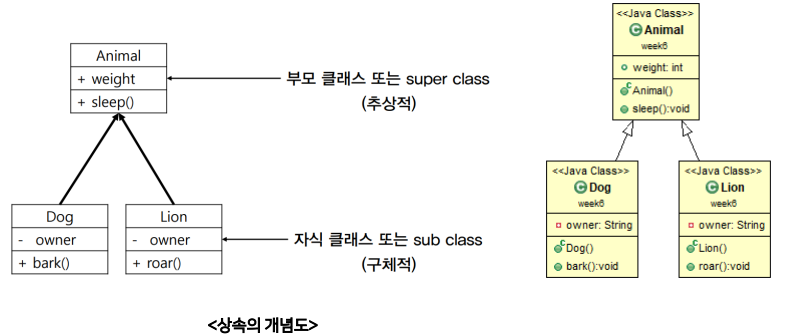 Animal
+ weight
+ sleep()
부모 클래스 또는 super class
(추상적)
Dog
- owner
+ bark()
Lion
- owner
+ roar()
자식 클래스 또는 sub class
(구체적)
<상속의 개념도>
<<Java Class>>
C Animal
week6
weight: int
C Animal()
sleep():void
<<Java Class>>
C Dog
week6
owner: String
C Dog()
bark():void
<<Java Class>>
C Lion
week6
owner: String
C Lion()
roar():void